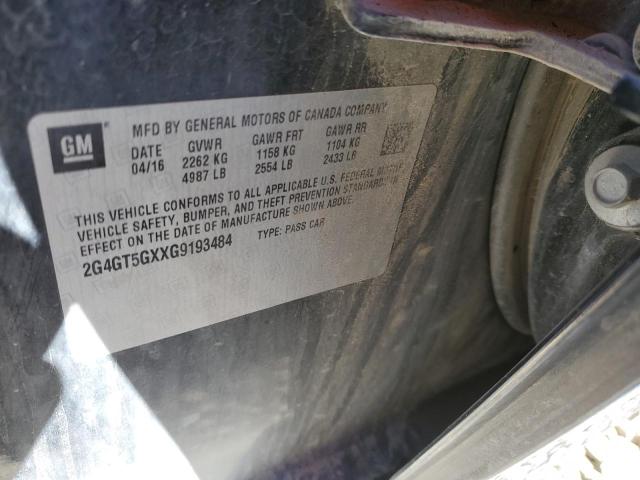 GM
MFD BY GENERAL MOTORS OF CANADA COMPANY
DATE GVWR GAWR FRT GAWR RR
04/16 2262 KG 1158 KG 1104 KG
4987 LB 2554 LB 2433 LB
THIS VEHICLE CONFORMS TO ALL APPLICABLE U.S. FEDERAL MOTOR
VEHICLE SAFETY, BUMPER, AND THEFT PREVENTION STANDARDS IN
EFFECT ON THE DATE OF MANUFACTURE SHOWN ABOVE.
2G4GT5GXXG9193484 TYPE: PASS CAR